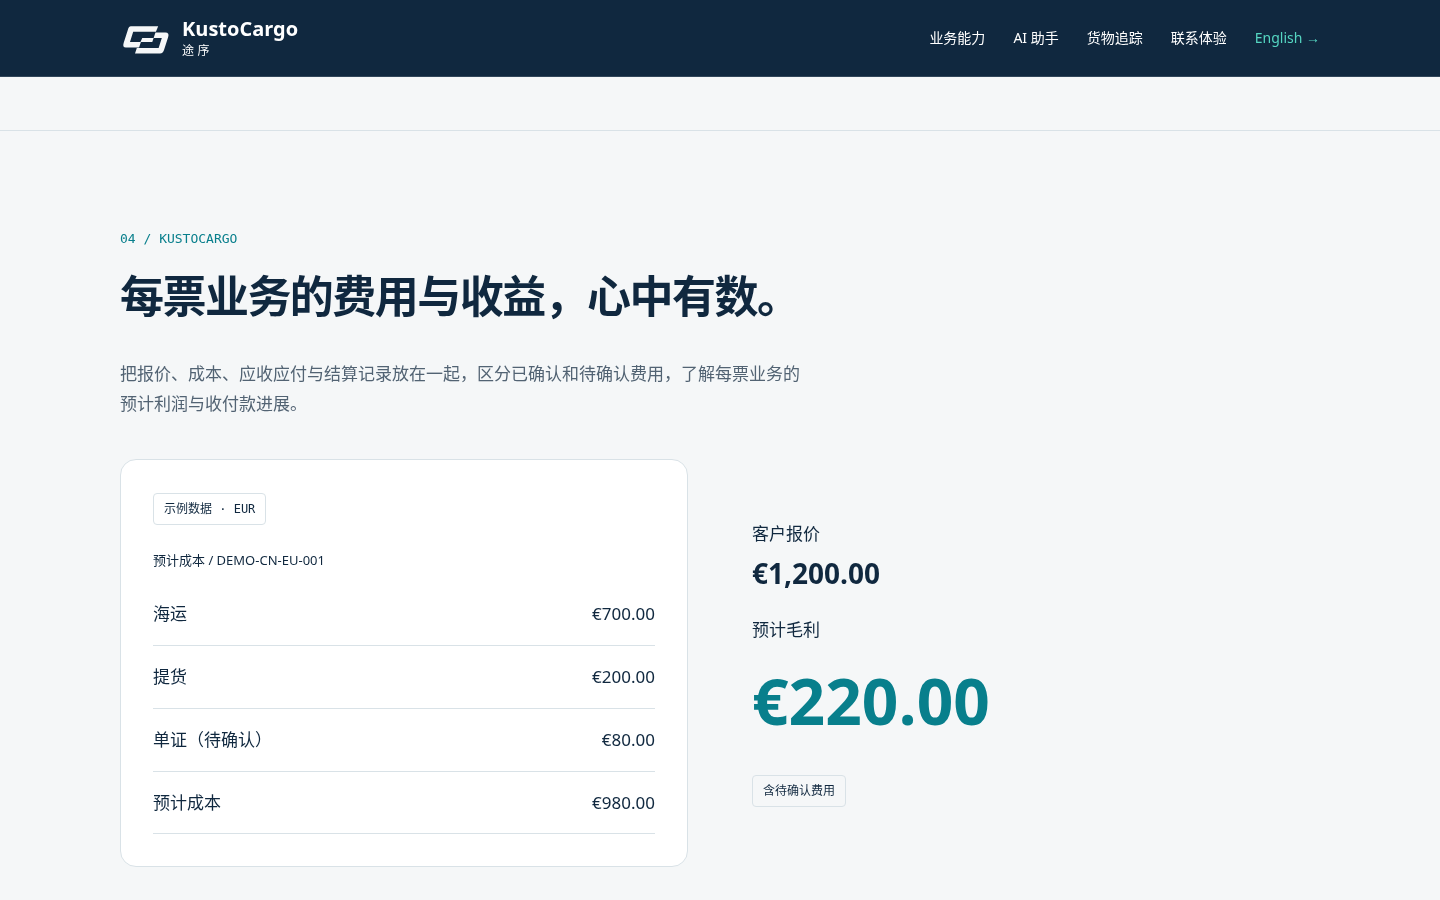 KustoCargo
途序
业务能力
AI 助手
货物追踪
联系体验
English →
04 / KUSTOCARGO
每票业务的费用与收益，心中有数。
把报价、成本、应收应付与结算记录放在一起，区分已确认和待确认费用，了解每票业务的
预计利润与收付款进展。
示例数据 · EUR
预计成本 / DEMO-CN-EU-001
海运 €700.00
提货 €200.00
单证（待确认） €80.00
预计成本 €980.00
客户报价
€1,200.00
预计毛利
€220.00
含待确认费用